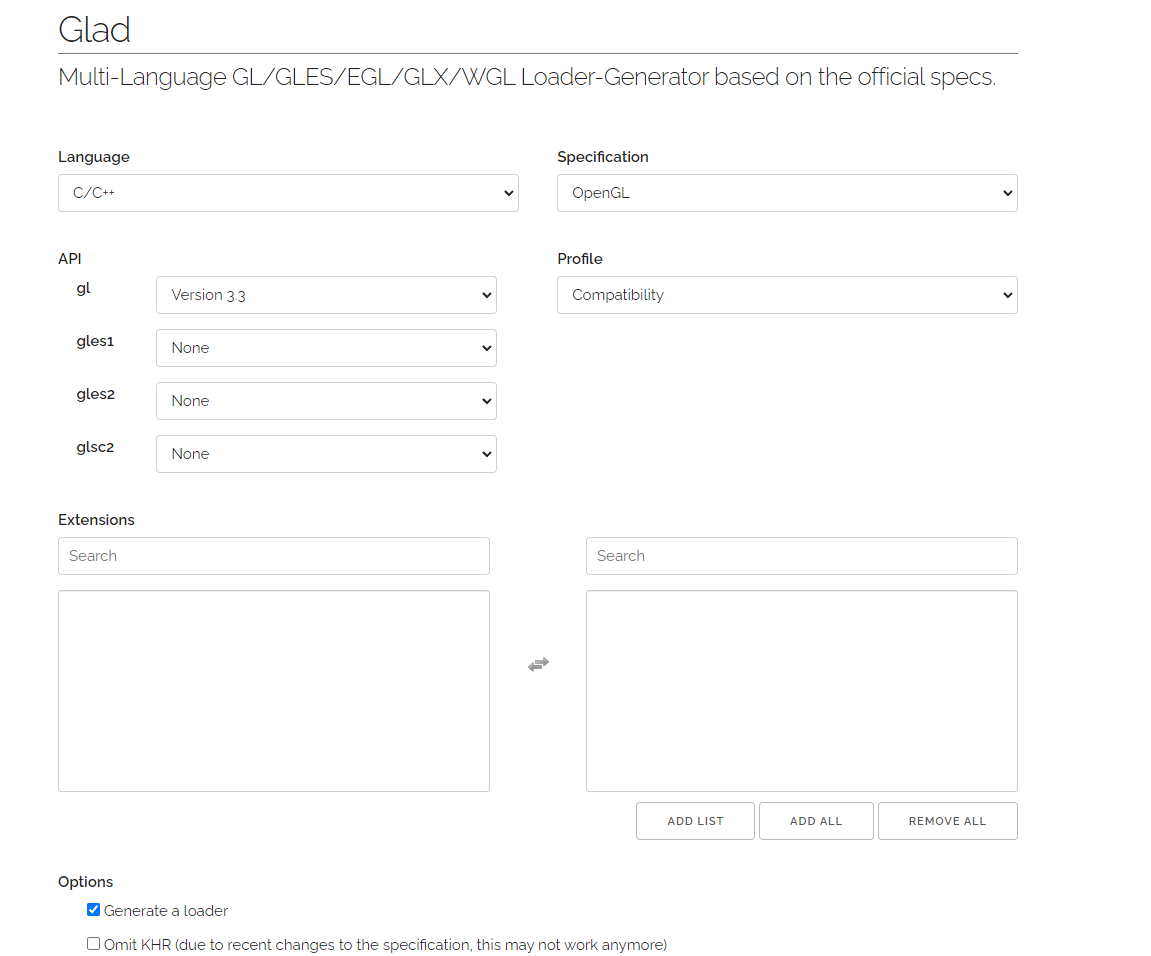 Glad
Multi-Language GL/GLES/EGL/GLX/WGL Loader-Generator based on the official specs.
Language
Specification
C/C++
OpenGL
API
Profile
gl
Version 3.3
Compatibility
gles1
None
gles2
None
glsc2
None
Extensions
Search
Search
ADD LIST
ADD ALL
REMOVE ALL
Options
Generate a loader
Omit KHR (due to recent changes to the specification, this may not work anymore)